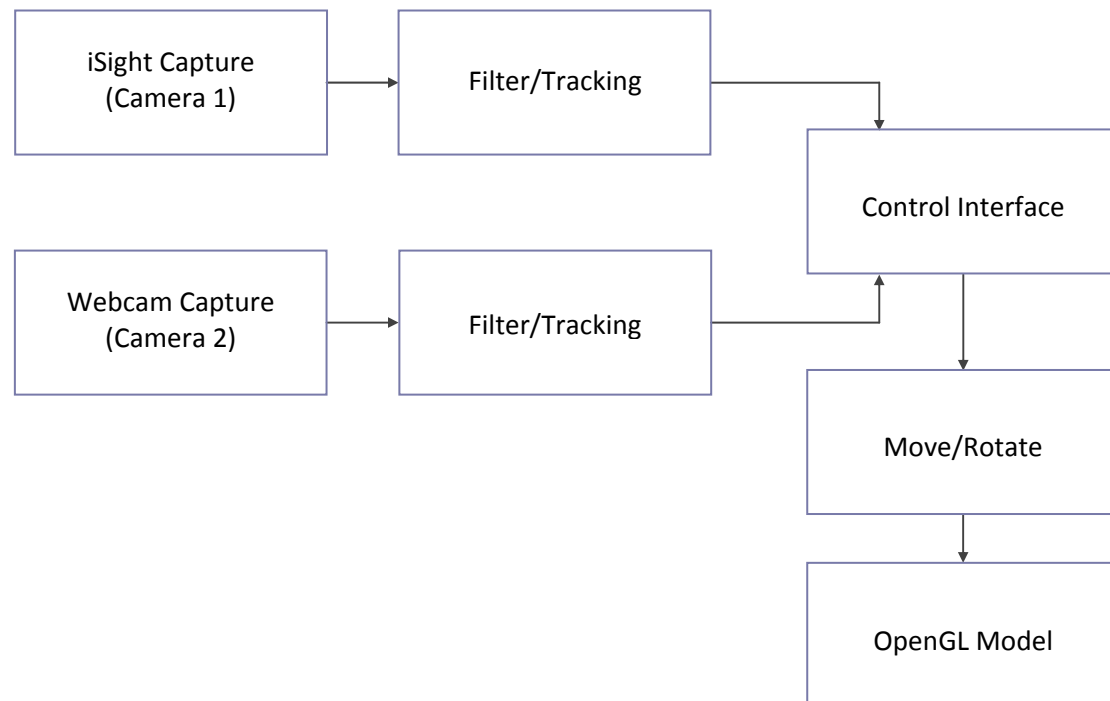 iSight Capture
(Camera 1)
Filter/Tracking
Control Interface
Webcam Capture
(Camera 2)
Filter/Tracking
Move/Rotate
OpenGL Model